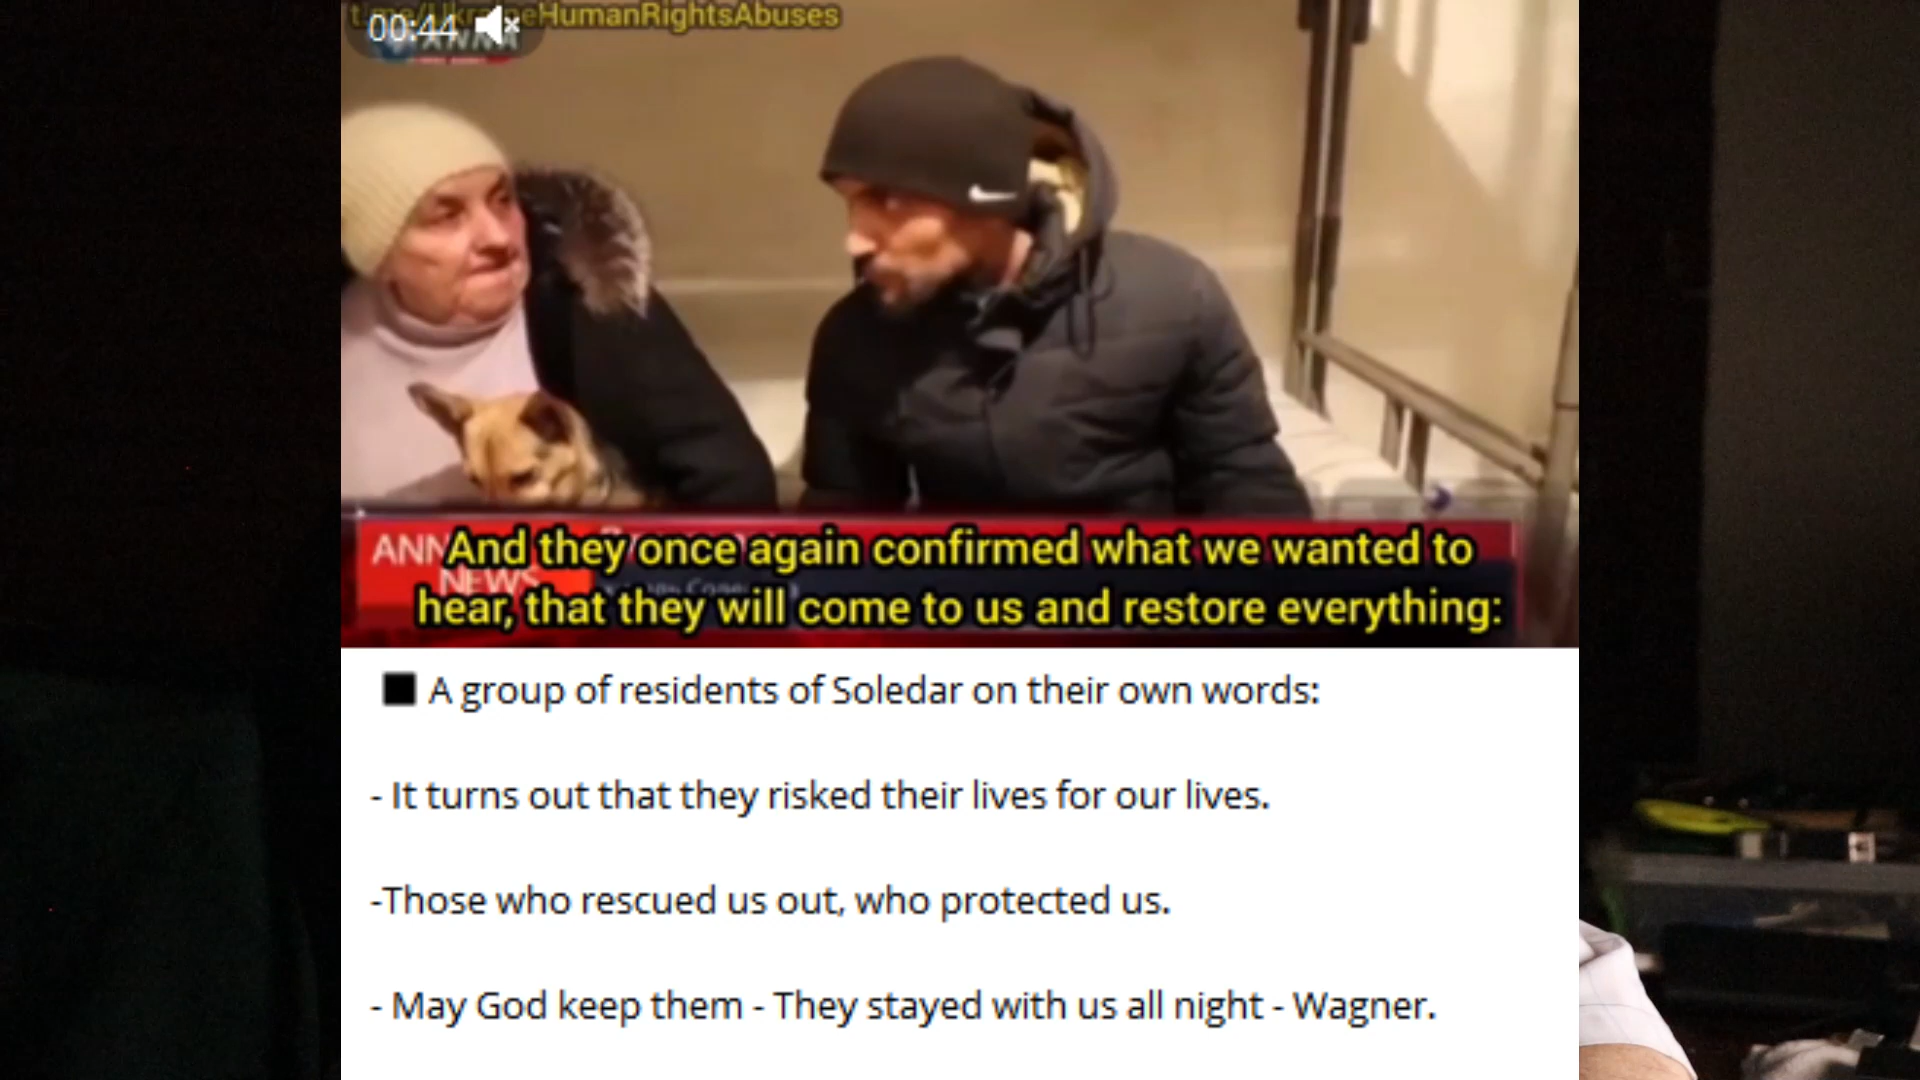 t.me/UkraineHumanRightsAbuses
00:44
ANNA
ANN
NEWS
And they once again confirmed what we wanted to
hear, that they will come to us and restore everything:
■ A group of residents of Soledar on their own words:
- It turns out that they risked their lives for our lives.
-Those who rescued us out, who protected us.
- May God keep them - They stayed with us all night - Wagner.